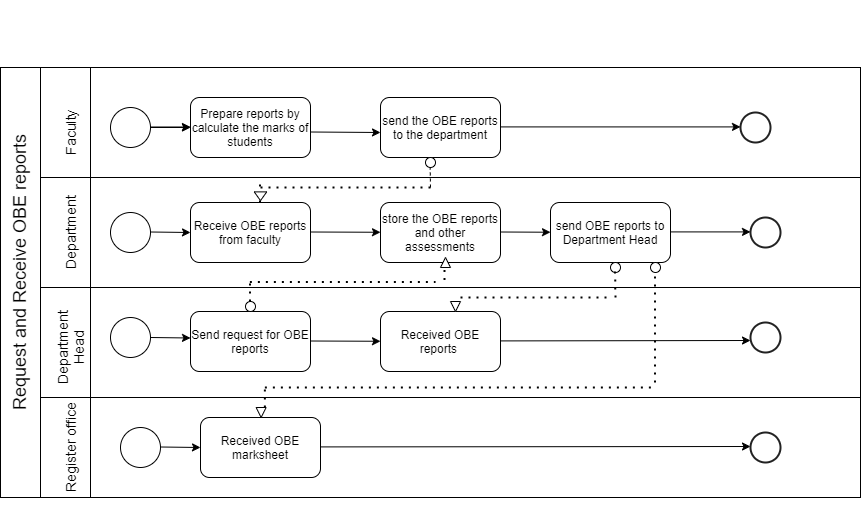 Request and Receive OBE reports
Faculty
Prepare reports by
calculate the marks of
students
send the OBE reports
to the department
Department
Receive OBE reports
from faculty
store the OBE reports
and other
assessments
send OBE reports to
Department Head
Department
Head
Send request for OBE
reports
Received OBE
reports
Register office
Received OBE
marksheet